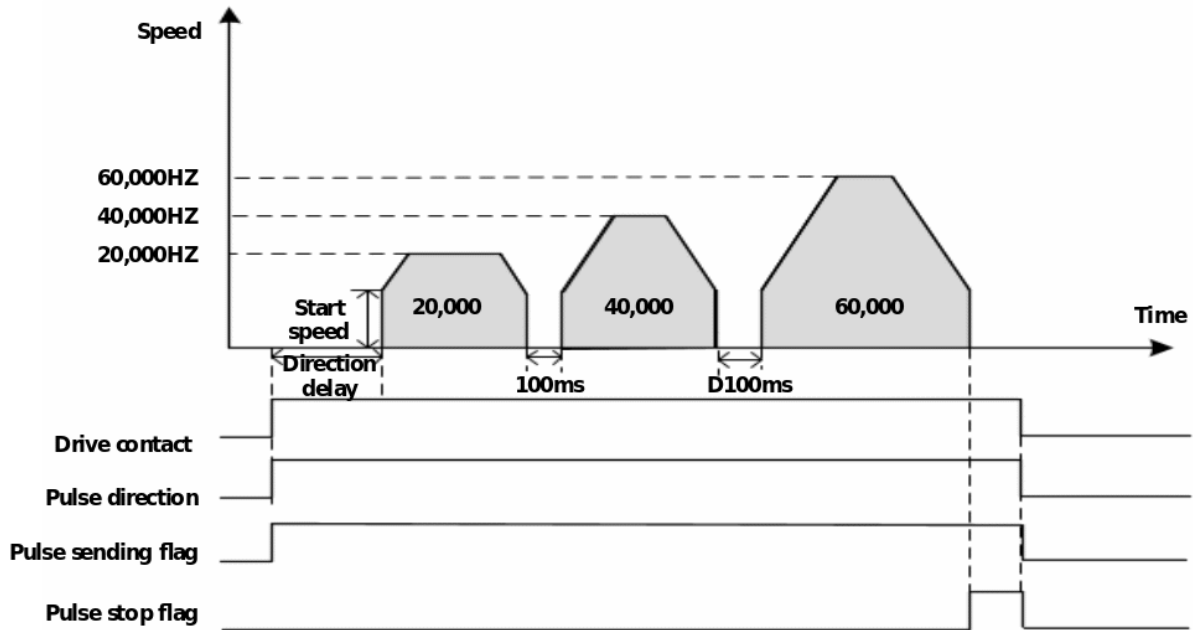 Speed
60,000HZ
40,000HZ
20,000HZ
Start
speed
20,000
40,000
60,000
Time
Direction
delay
100ms
D100ms
Drive contact
Pulse direction
Pulse sending flag
Pulse stop flag